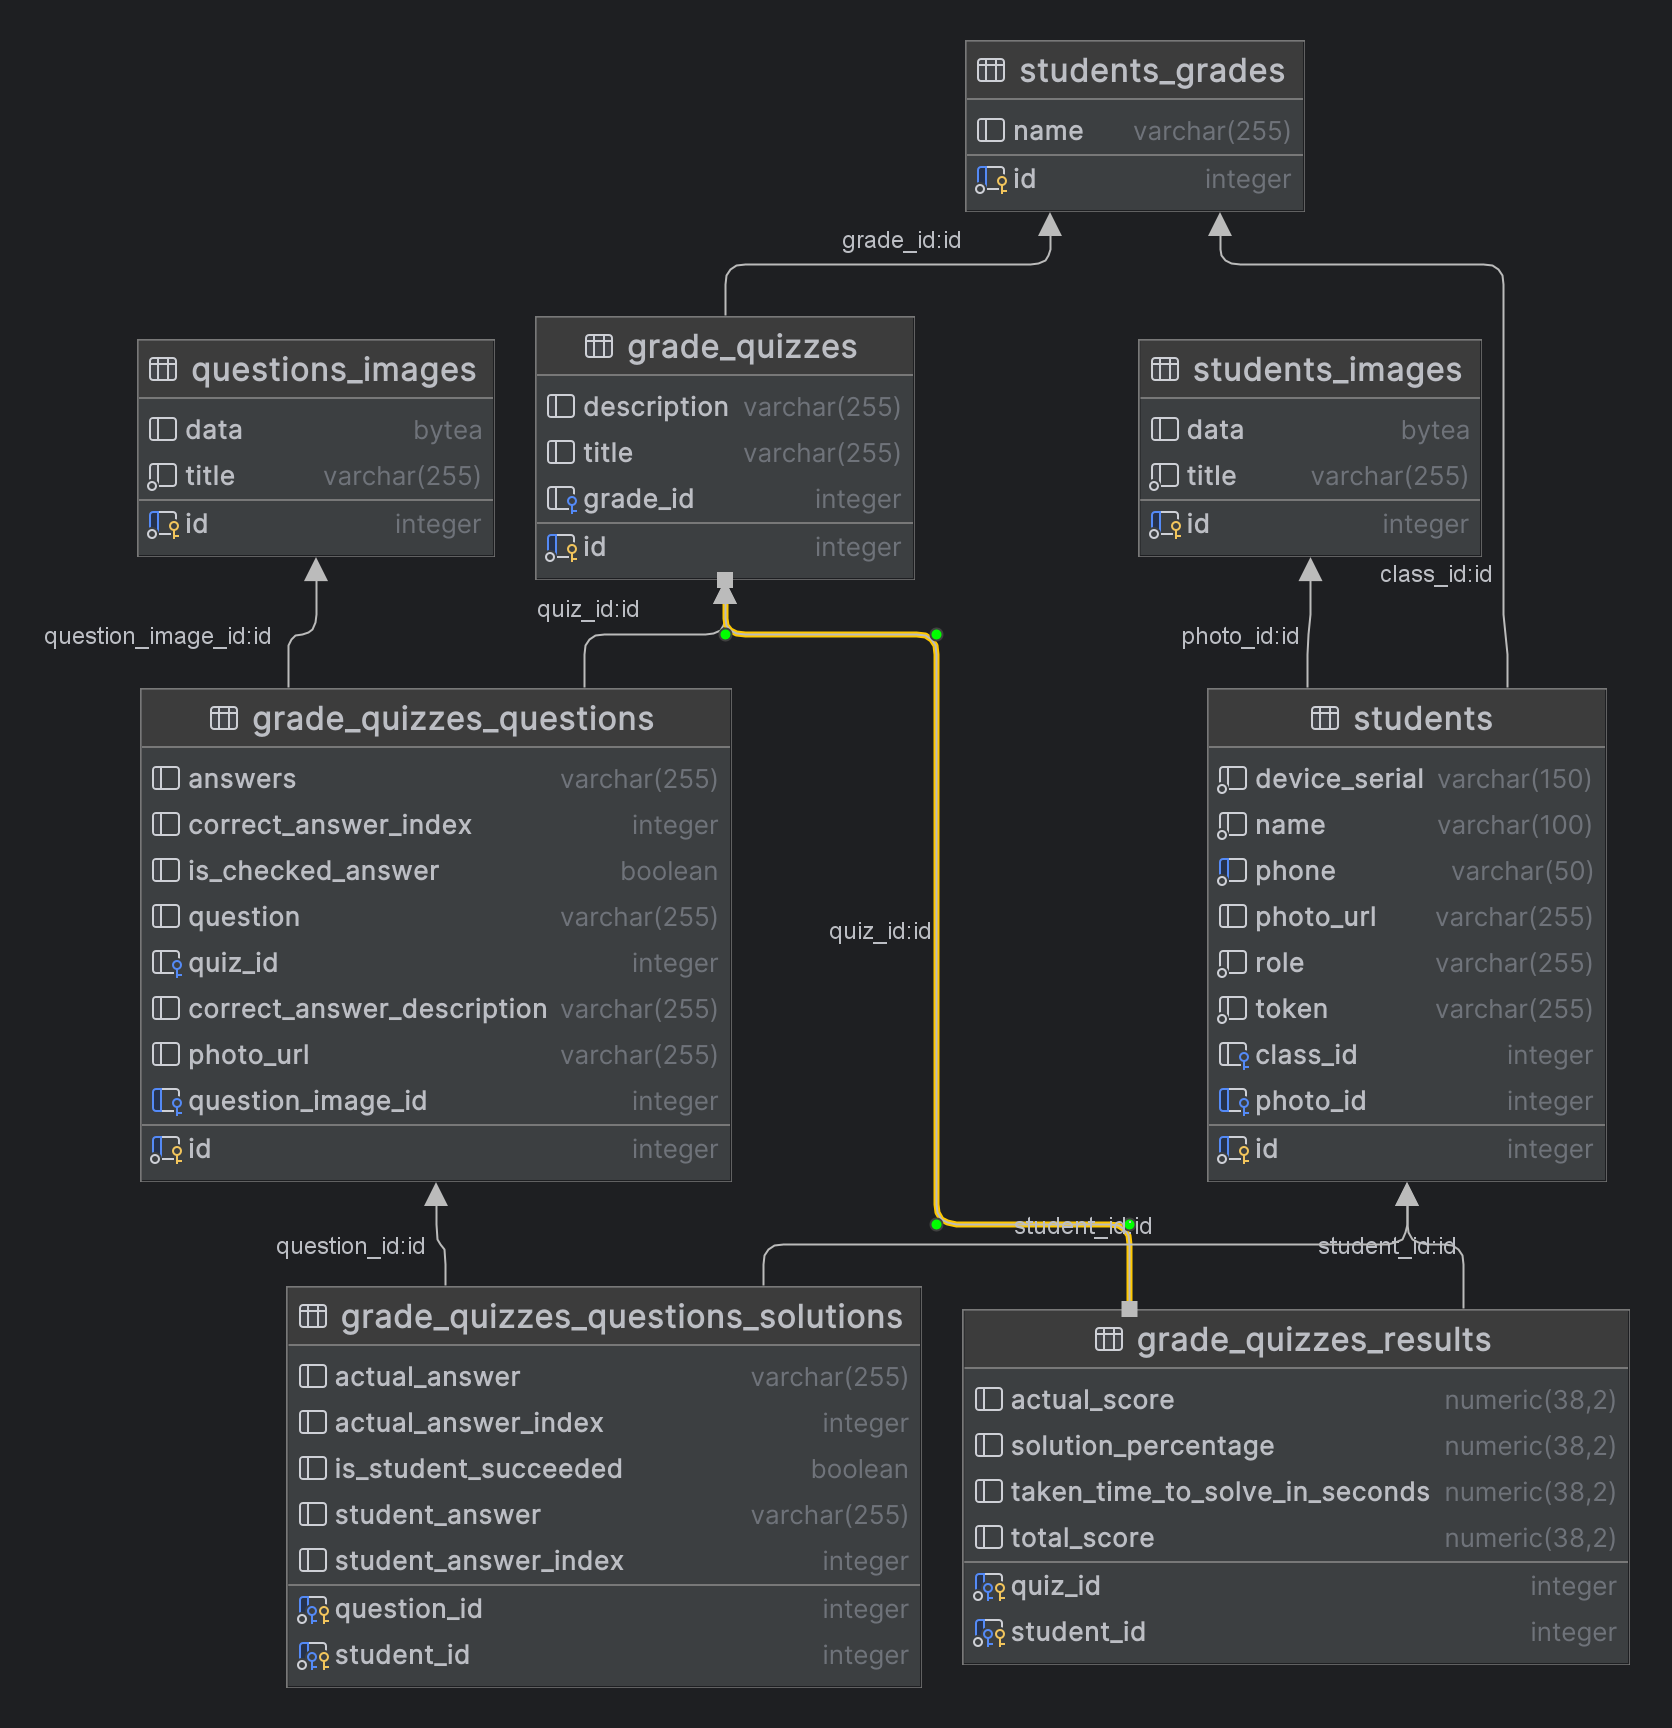 students_grades
name varchar(255)
id integer
grade_id:id
grade_quizzes
description varchar(255)
title varchar(255)
grade_id integer
id integer
questions_images
data bytea
title varchar(255)
id integer
students_images
data bytea
title varchar(255)
id integer
class_id:id
quiz_id:id
question_image_id:id
photo_id:id
grade_quizzes_questions
answers varchar(255)
correct_answer_index integer
is_checked_answer boolean
question varchar(255)
quiz_id integer
correct_answer_description varchar(255)
photo_url varchar(255)
question_image_id integer
id integer
quiz_id:id
students
device_serial varchar(150)
name varchar(100)
phone varchar(50)
photo_url varchar(255)
role varchar(255)
token varchar(255)
class_id integer
photo_id integer
id integer
question_id:id
student_id:id
student_id:id
grade_quizzes_questions_solutions
actual_answer varchar(255)
actual_answer_index integer
is_student_succeeded boolean
student_answer varchar(255)
student_answer_index integer
question_id integer
student_id integer
grade_quizzes_results
actual_score numeric(38,2)
solution_percentage numeric(38,2)
taken_time_to_solve_in_seconds numeric(38,2)
total_score numeric(38,2)
quiz_id integer
student_id integer